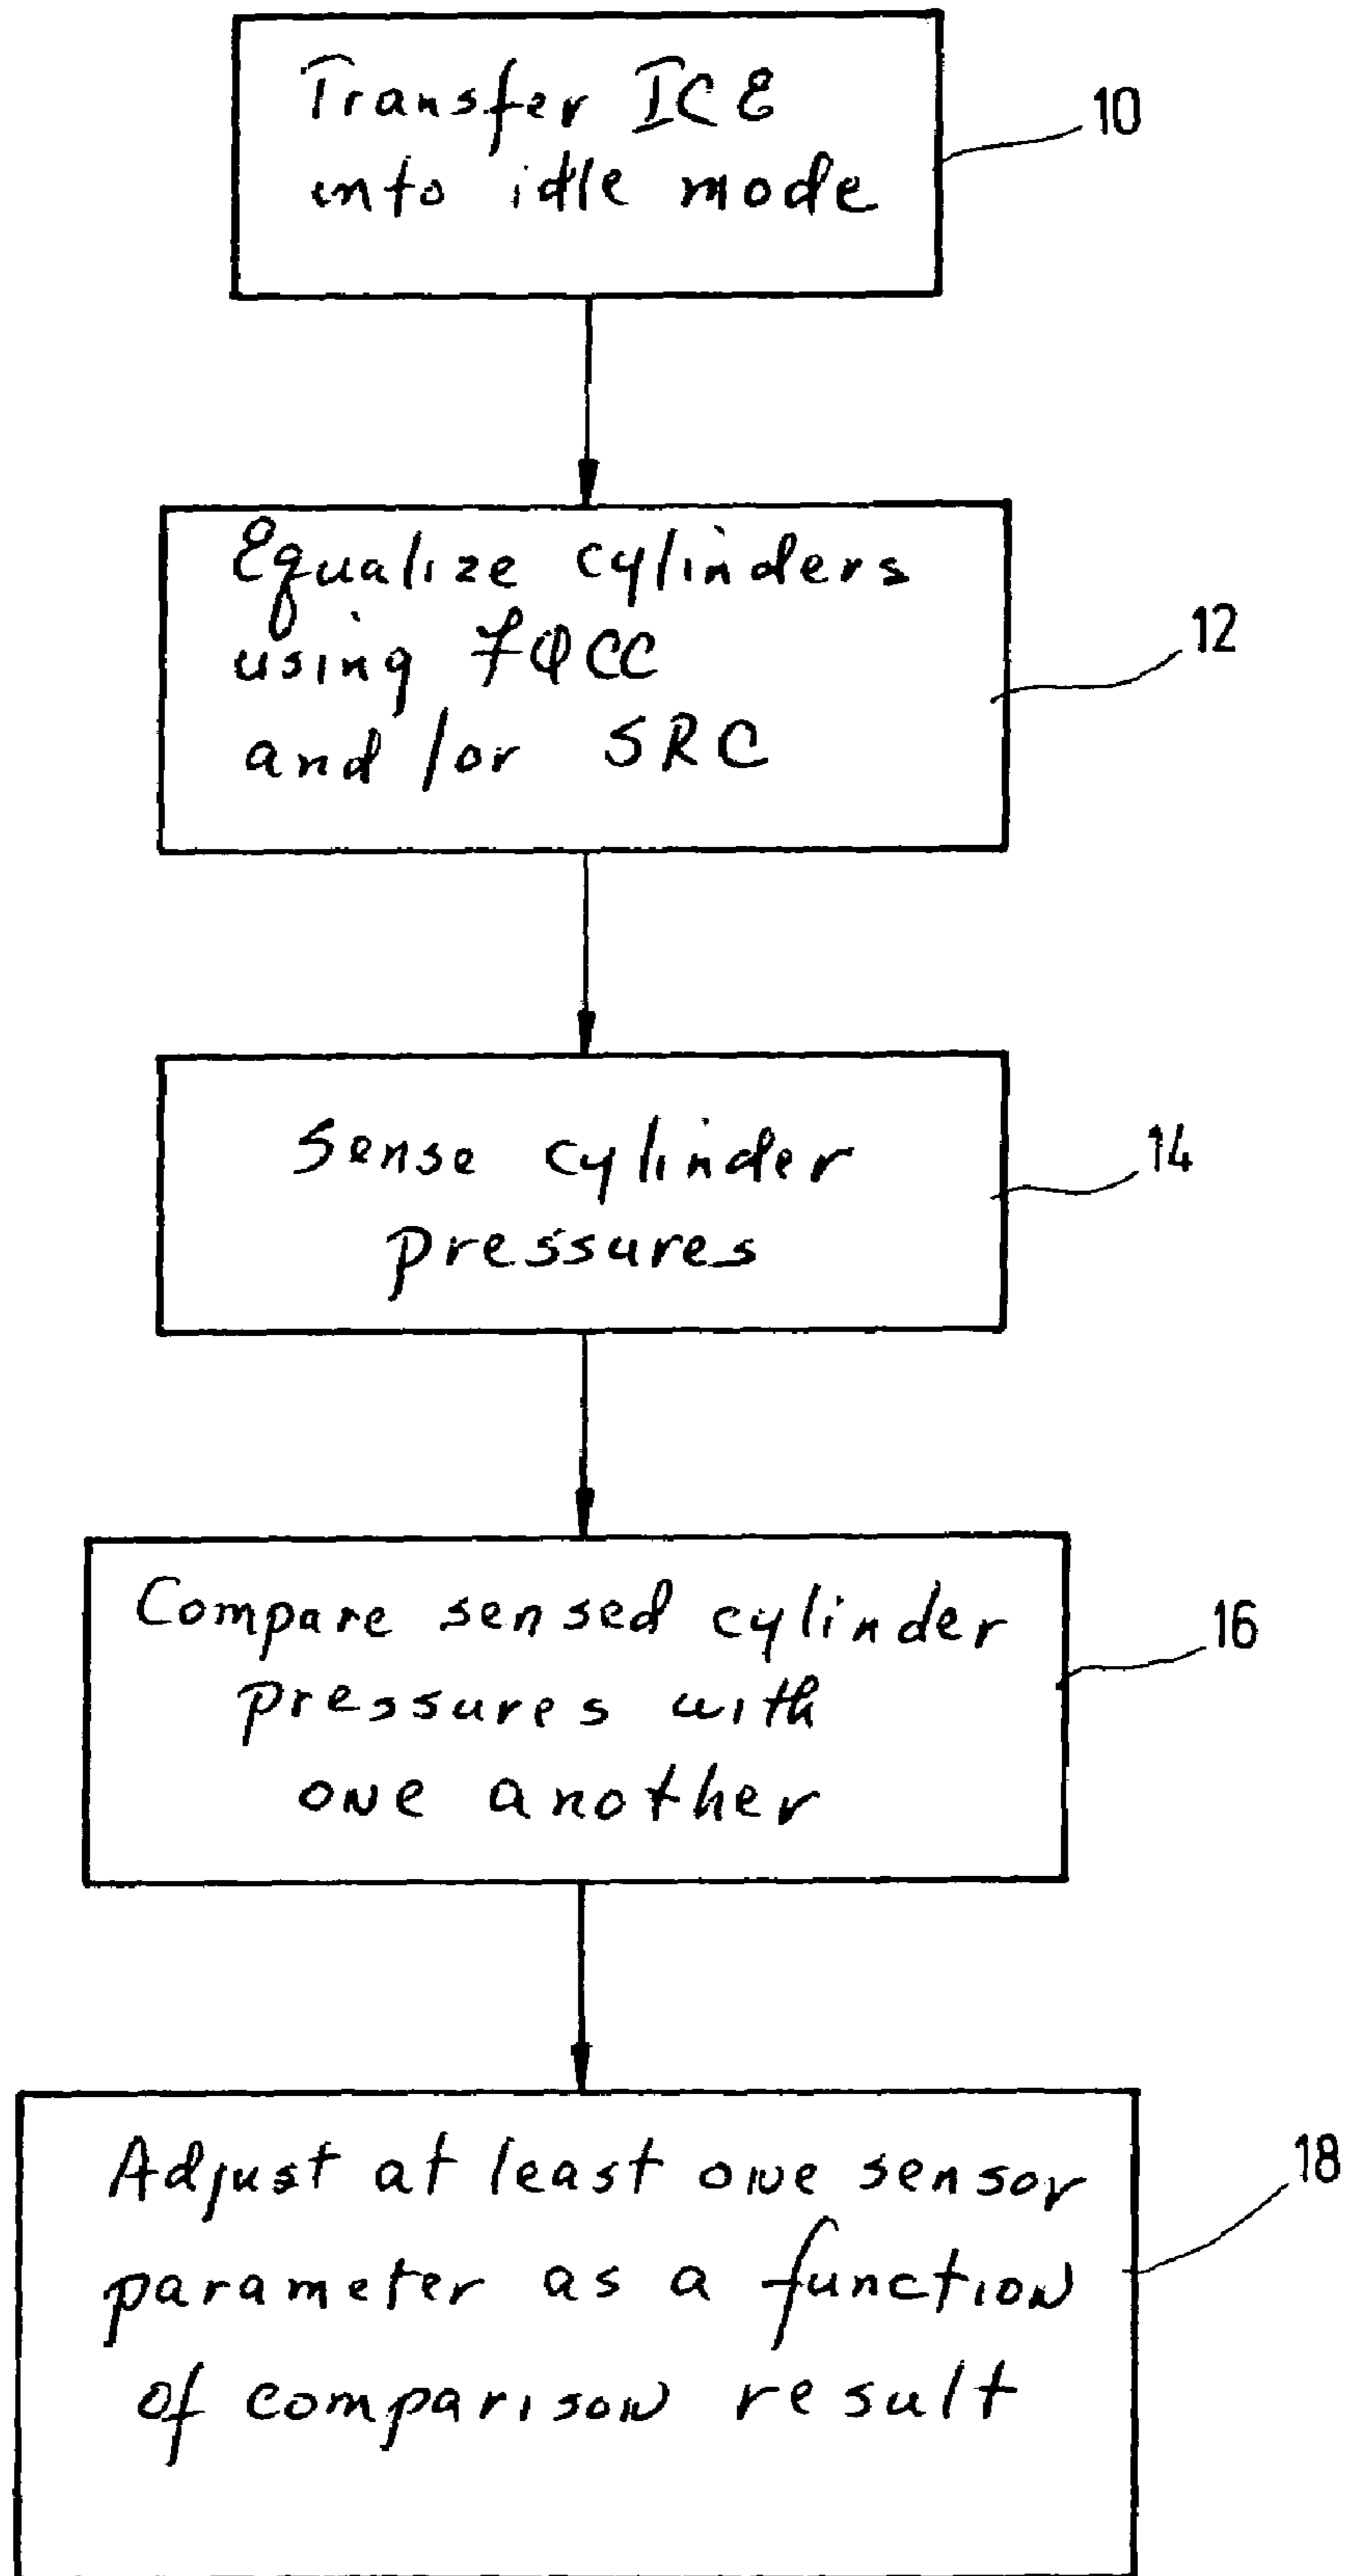 Transfer ICE
into idle mode
10
Equalize cylinders
using FQCC
and/or SRC
12
Sense cylinder
pressures
14
Compare sensed cylinder
pressures with
one another
16
Adjust at least one sensor
parameter as a function
of comparison result
18